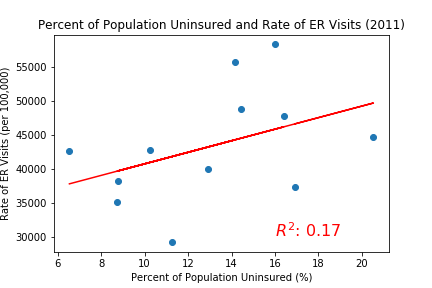 Percent of Population Uninsured and Rate of ER Visits (2011)
Rate of ER Visits (per 100,000)
55000
50000
45000
40000
35000
30000
R²: 0.17
6 8 10 12 14 16 18 20
Percent of Population Uninsured (%)